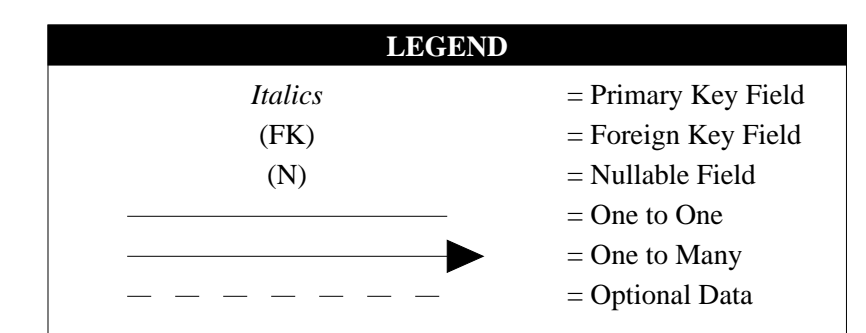 LEGEND
Italics = Primary Key Field
(FK) = Foreign Key Field
(N) = Nullable Field
= One to One
= One to Many
= Optional Data